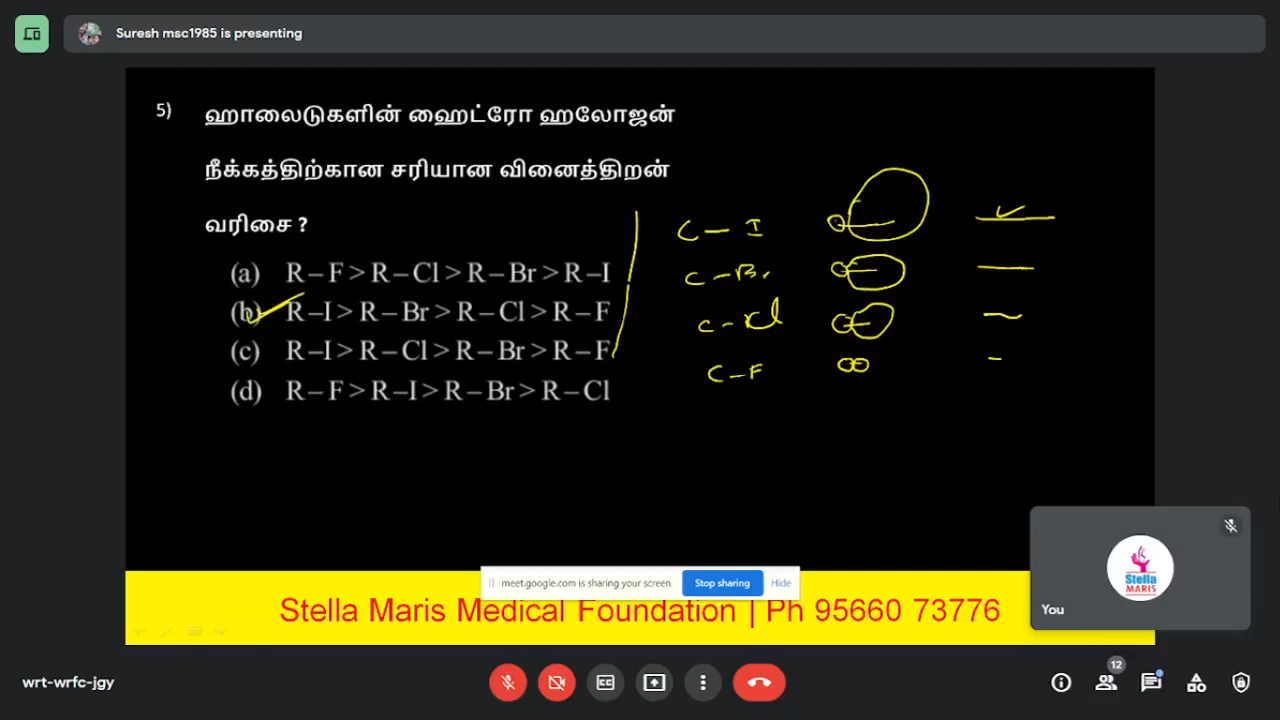 Suresh msc1985 is presenting
5) ஹாலைடுகளின் ஹைட்ரோ ஹலோஜன்
நீக்கத்திற்கான சரியான வினைத்திறன்
வரிசை ?
(a) R – F > R – Cl > R – Br > R – I
(b) R – I > R – Br > R – Cl > R – F
(c) R – I > R – Cl > R – Br > R – F
(d) R – F > R – I > R – Br > R – Cl
C – I
C – Br
C – Cl
C – F
Stella MARIS
You
meet.google.com is sharing your screen. Stop sharing Hide
Stella Maris Medical Foundation | Ph 95660 73776
wrt-wrfc-jgy
12